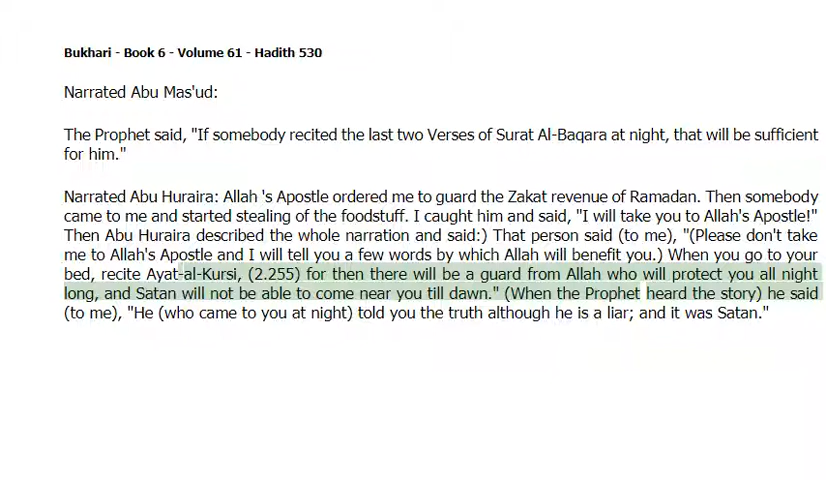 Bukhari - Book 6 - Volume 61 - Hadith 530
Narrated Abu Mas'ud:
The Prophet said, "If somebody recited the last two Verses of Surat Al-Baqara at night, that will be sufficient
for him."
Narrated Abu Huraira: Allah 's Apostle ordered me to guard the Zakat revenue of Ramadan. Then somebody
came to me and started stealing of the foodstuff. I caught him and said, "I will take you to Allah's Apostle!"
Then Abu Huraira described the whole narration and said:) That person said (to me), "(Please don't take
me to Allah's Apostle and I will tell you a few words by which Allah will benefit you.) When you go to your
bed, recite Ayat-al-Kursi, (2.255) for then there will be a guard from Allah who will protect you all night
long, and Satan will not be able to come near you till dawn." (When the Prophet heard the story) he said
(to me), "He (who came to you at night) told you the truth although he is a liar; and it was Satan."